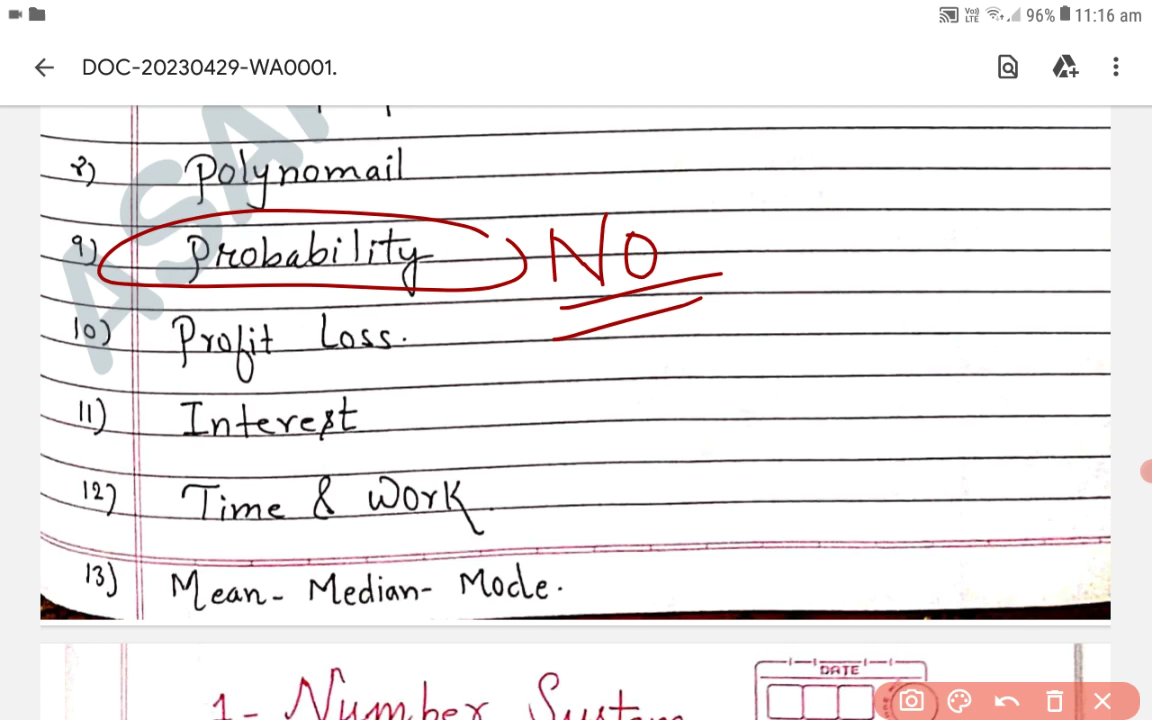 96% 11:16 am
DOC-20230429-WA0001.
8) Polynomail
9) Probability NO
10) Profit Loss.
11) Interest
12) Time & Work
13) Mean - Median - Mode.
1 - Number System
DATE